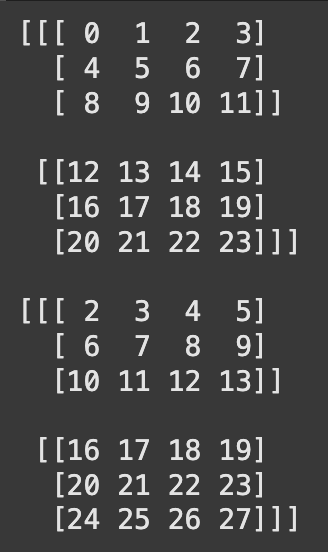 [[[ 0  1  2  3]
  [ 4  5  6  7]
  [ 8  9 10 11]]
 [[12 13 14 15]
  [16 17 18 19]
  [20 21 22 23]]]
[[[ 2  3  4  5]
  [ 6  7  8  9]
  [10 11 12 13]]
 [[16 17 18 19]
  [20 21 22 23]
  [24 25 26 27]]]